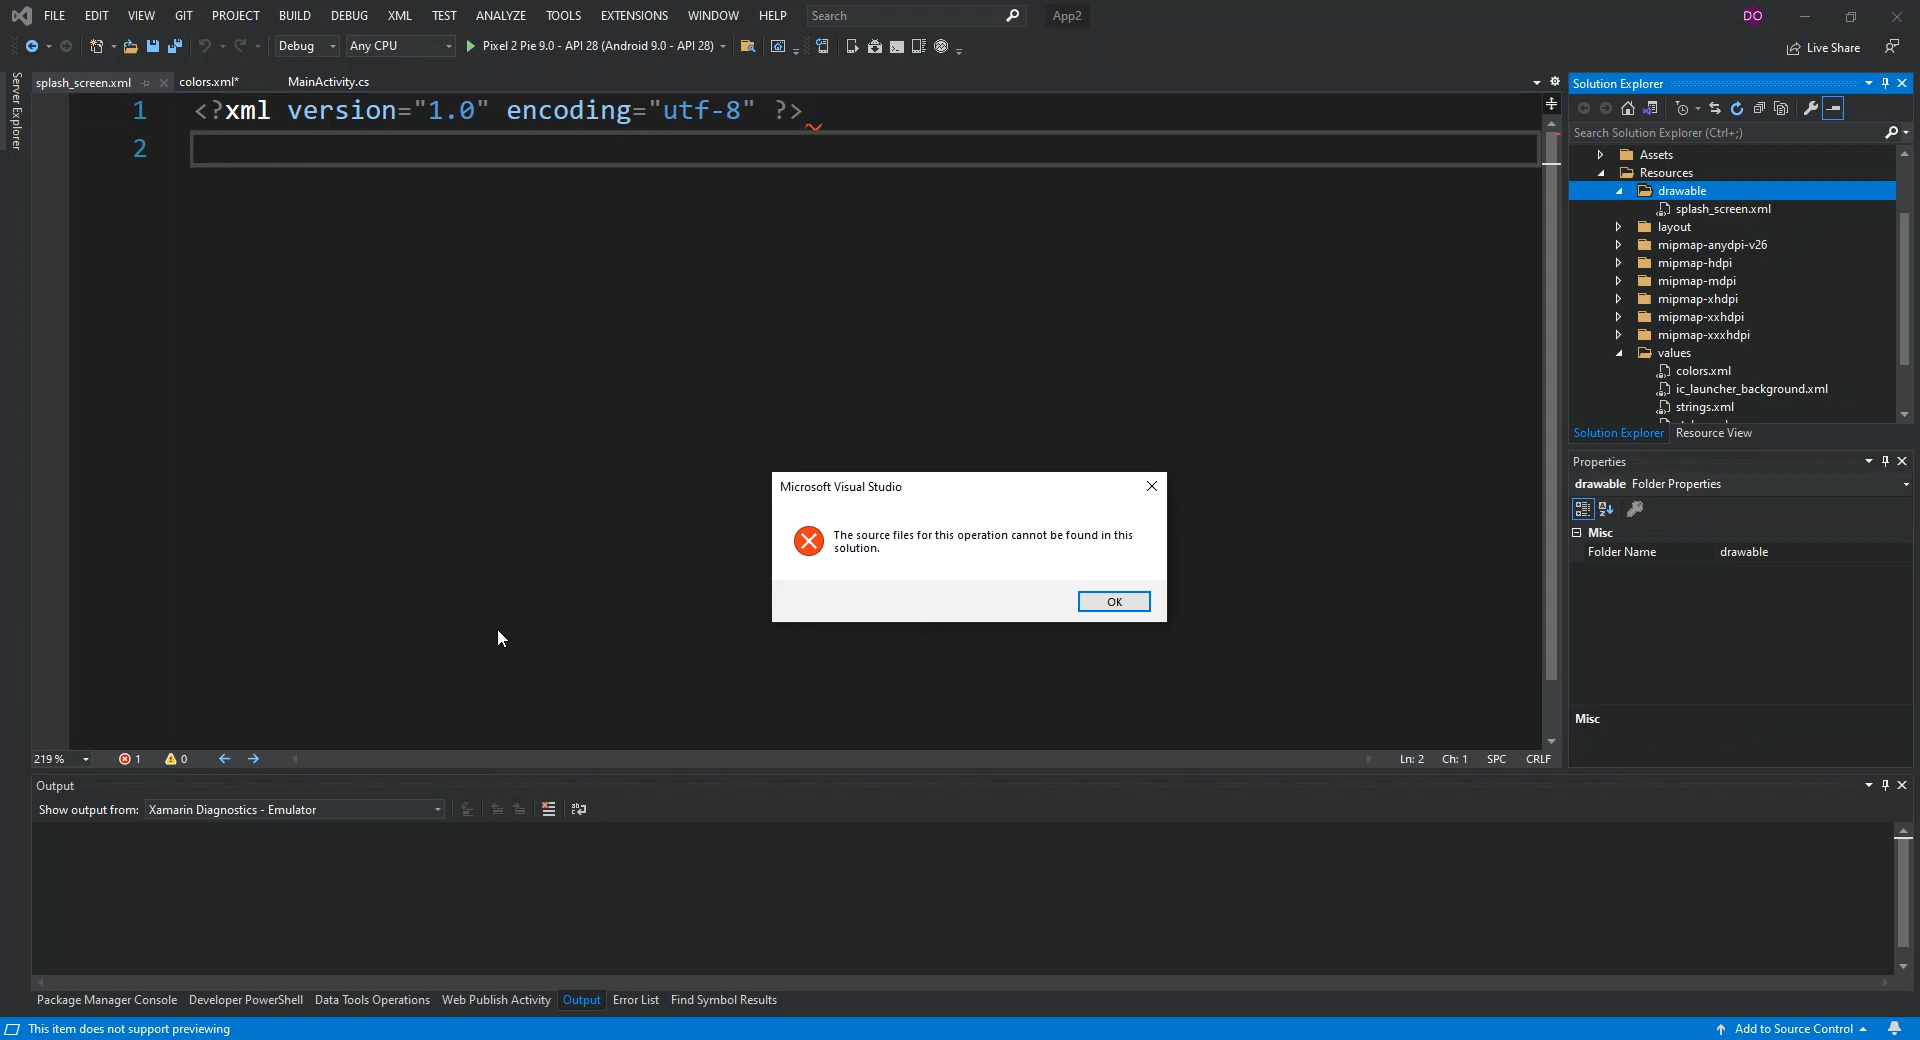 FILE EDIT VIEW GIT PROJECT BUILD DEBUG XML TEST ANALYZE TOOLS EXTENSIONS WINDOW HELP Search App2 DO
Debug Any CPU Pixel 2 Pie 9.0 - API 28 (Android 9.0 - API 28) Live Share
Server Explorer
splash_screen.xml colors.xml* MainActivity.cs
1 <?xml version="1.0" encoding="utf-8" ?>
2
Solution Explorer
Search Solution Explorer (Ctrl+;)
Assets
Resources
drawable
splash_screen.xml
layout
mipmap-anydpi-v26
mipmap-hdpi
mipmap-mdpi
mipmap-xhdpi
mipmap-xxhdpi
mipmap-xxxhdpi
values
colors.xml
ic_launcher_background.xml
strings.xml
Solution Explorer Resource View
Properties
drawable Folder Properties
Misc
Folder Name drawable
Misc
Microsoft Visual Studio
The source files for this operation cannot be found in this
solution.
OK
219 % 1 0 Ln: 2 Ch: 1 SPC CRLF
Output
Show output from: Xamarin Diagnostics - Emulator
Package Manager Console Developer PowerShell Data Tools Operations Web Publish Activity Output Error List Find Symbol Results
This item does not support previewing Add to Source Control